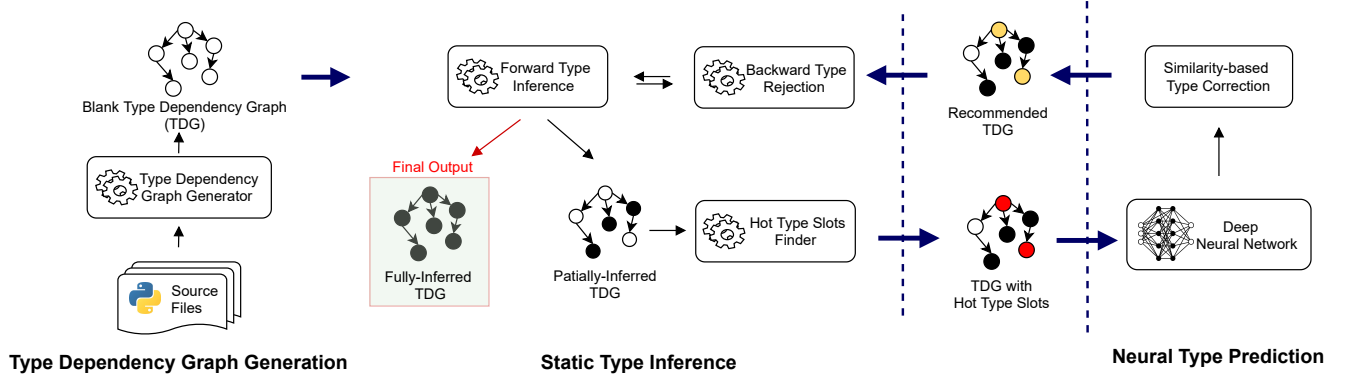 Blank Type Dependency Graph
(TDG)
Type Dependency
Graph Generator
Source
Files
Type Dependency Graph Generation
Forward Type
Inference
Backward Type
Rejection
Final Output
Fully-Inferred
TDG
Patially-Inferred
TDG
Hot Type Slots
Finder
Static Type Inference
Recommended
TDG
TDG with
Hot Type Slots
Similarity-based
Type Correction
Deep
Neural Network
Neural Type Prediction